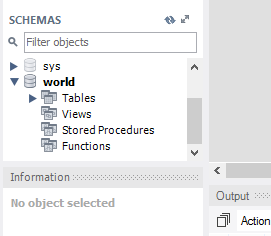 SCHEMAS
Filter objects
sys
world
Tables
Views
Stored Procedures
Functions
Information
No object selected
Output
Action